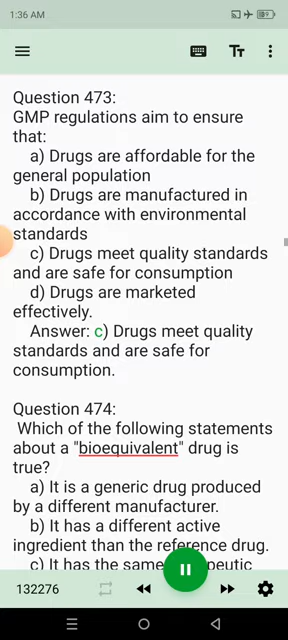 1:36 AM
Question 473:
GMP regulations aim to ensure
that:
a) Drugs are affordable for the
general population
b) Drugs are manufactured in
accordance with environmental
standards
c) Drugs meet quality standards
and are safe for consumption
d) Drugs are marketed
effectively.
Answer: c) Drugs meet quality
standards and are safe for
consumption.
Question 474:
Which of the following statements
about a "bioequivalent" drug is
true?
a) It is a generic drug produced
by a different manufacturer.
b) It has a different active
ingredient than the reference drug.
c) It has the same
132276